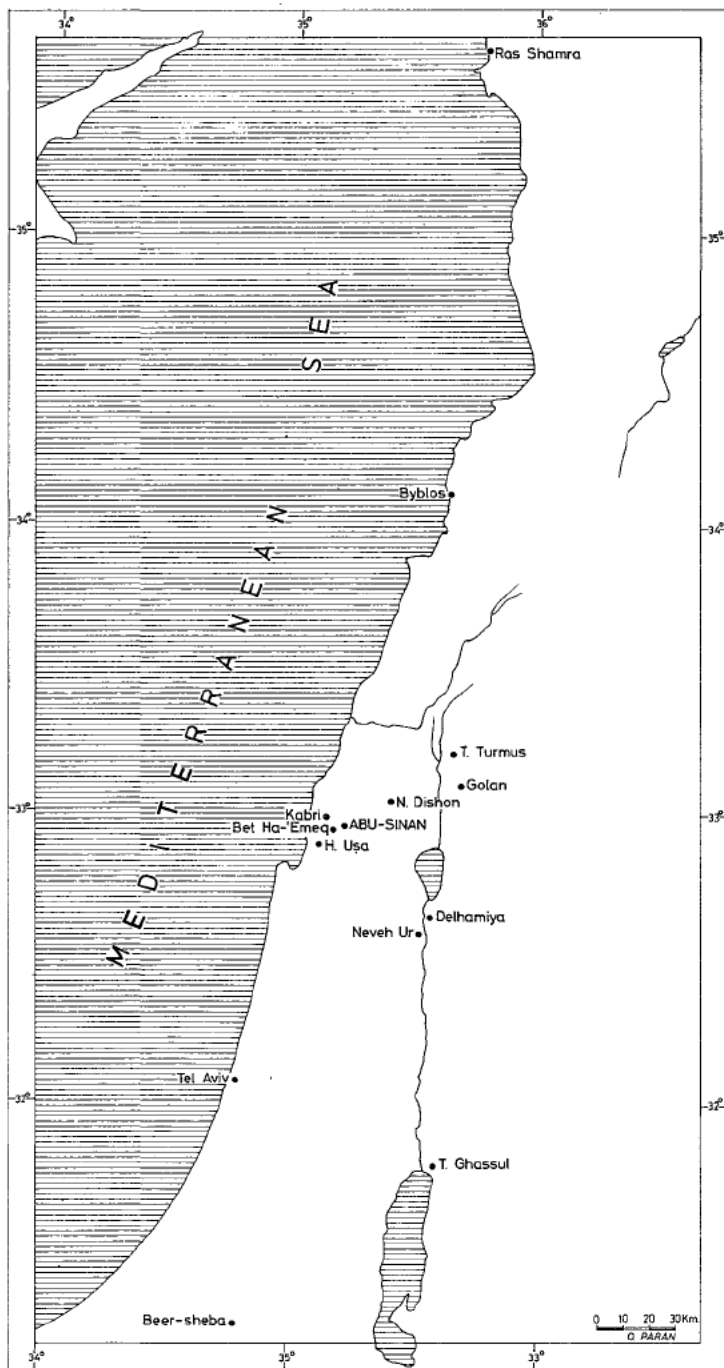 34° 35° 36°
Ras Shamra
35° 35°
MEDITERRANEAN SEA
Byblos
34° 34°
T. Turmus
Golan
N. Dishon
33° 33°
Kabri
ABU-SINAN
Bet Ha-'Emeq
H. Uṣa
Delhamiya
Neveh Ur
Tel Aviv
32° 32°
T. Ghassul
Beer-sheba
0 10 20 30Km.
O. PARAN
34° 35° 33°